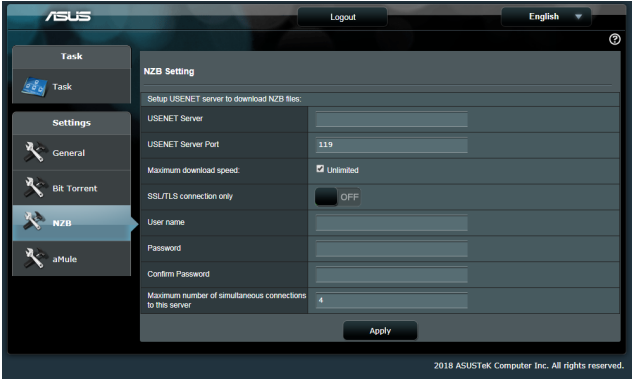 ASUS
Logout
English
Task
Task
Settings
General
Bit Torrent
NZB
aMule
NZB Setting
Setup USENET server to download NZB files:
USENET Server
USENET Server Port
119
Maximum download speed:
Unlimited
SSL/TLS connection only
OFF
User name
Password
Confirm Password
Maximum number of simultaneous connections
to this server
4
Apply
2018 ASUSTeK Computer Inc. All rights reserved.